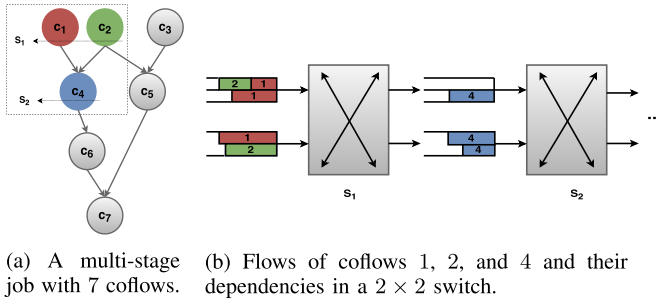 c1 c2 c3
S1
c4 c5
S2
c6
c7
2 1
1
1
2
4
4
4
S1 S2
...
(a) A multi-stage
job with 7 coflows.
(b) Flows of coflows 1, 2, and 4 and their
dependencies in a 2 × 2 switch.